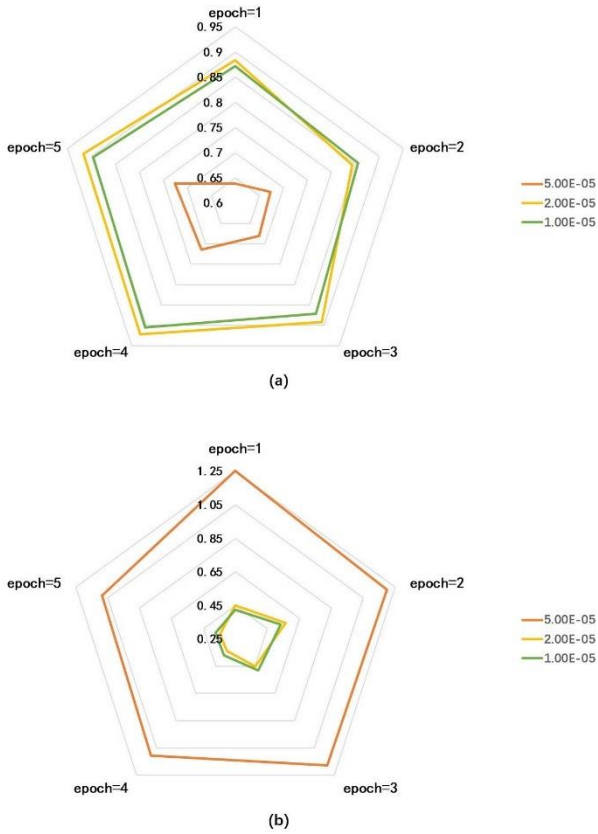 epoch=1
0.95
0.9
0.85
0.8
0.75
0.7
0.65
0.6
epoch=5
epoch=2
epoch=4
epoch=3
5.00E-05
2.00E-05
1.00E-05
(a)
epoch=1
1.25
1.05
0.85
0.65
0.45
0.25
epoch=5
epoch=2
epoch=4
epoch=3
5.00E-05
2.00E-05
1.00E-05
(b)